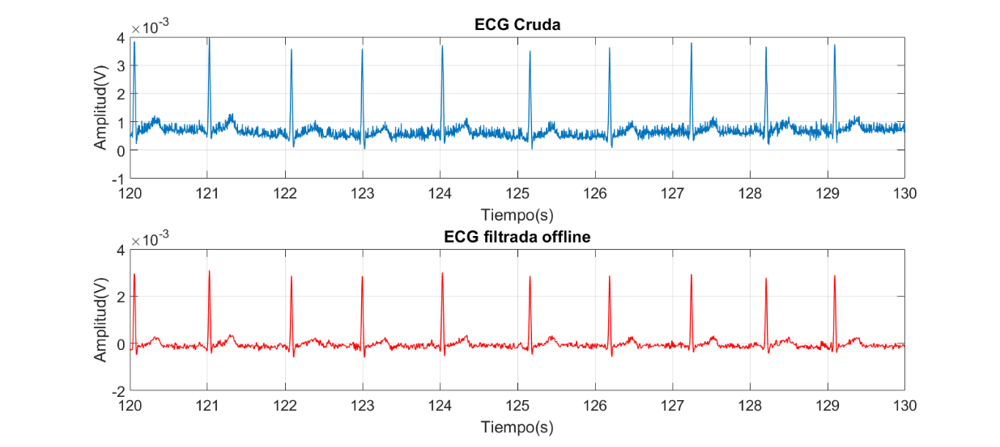 ECG Cruda
×10-3
4
3
2
1
0
-1
Amplitud(V)
120 121 122 123 124 125 126 127 128 129 130
Tiempo(s)
ECG filtrada offline
×10-3
4
2
0
-2
Amplitud(V)
120 121 122 123 124 125 126 127 128 129 130
Tiempo(s)